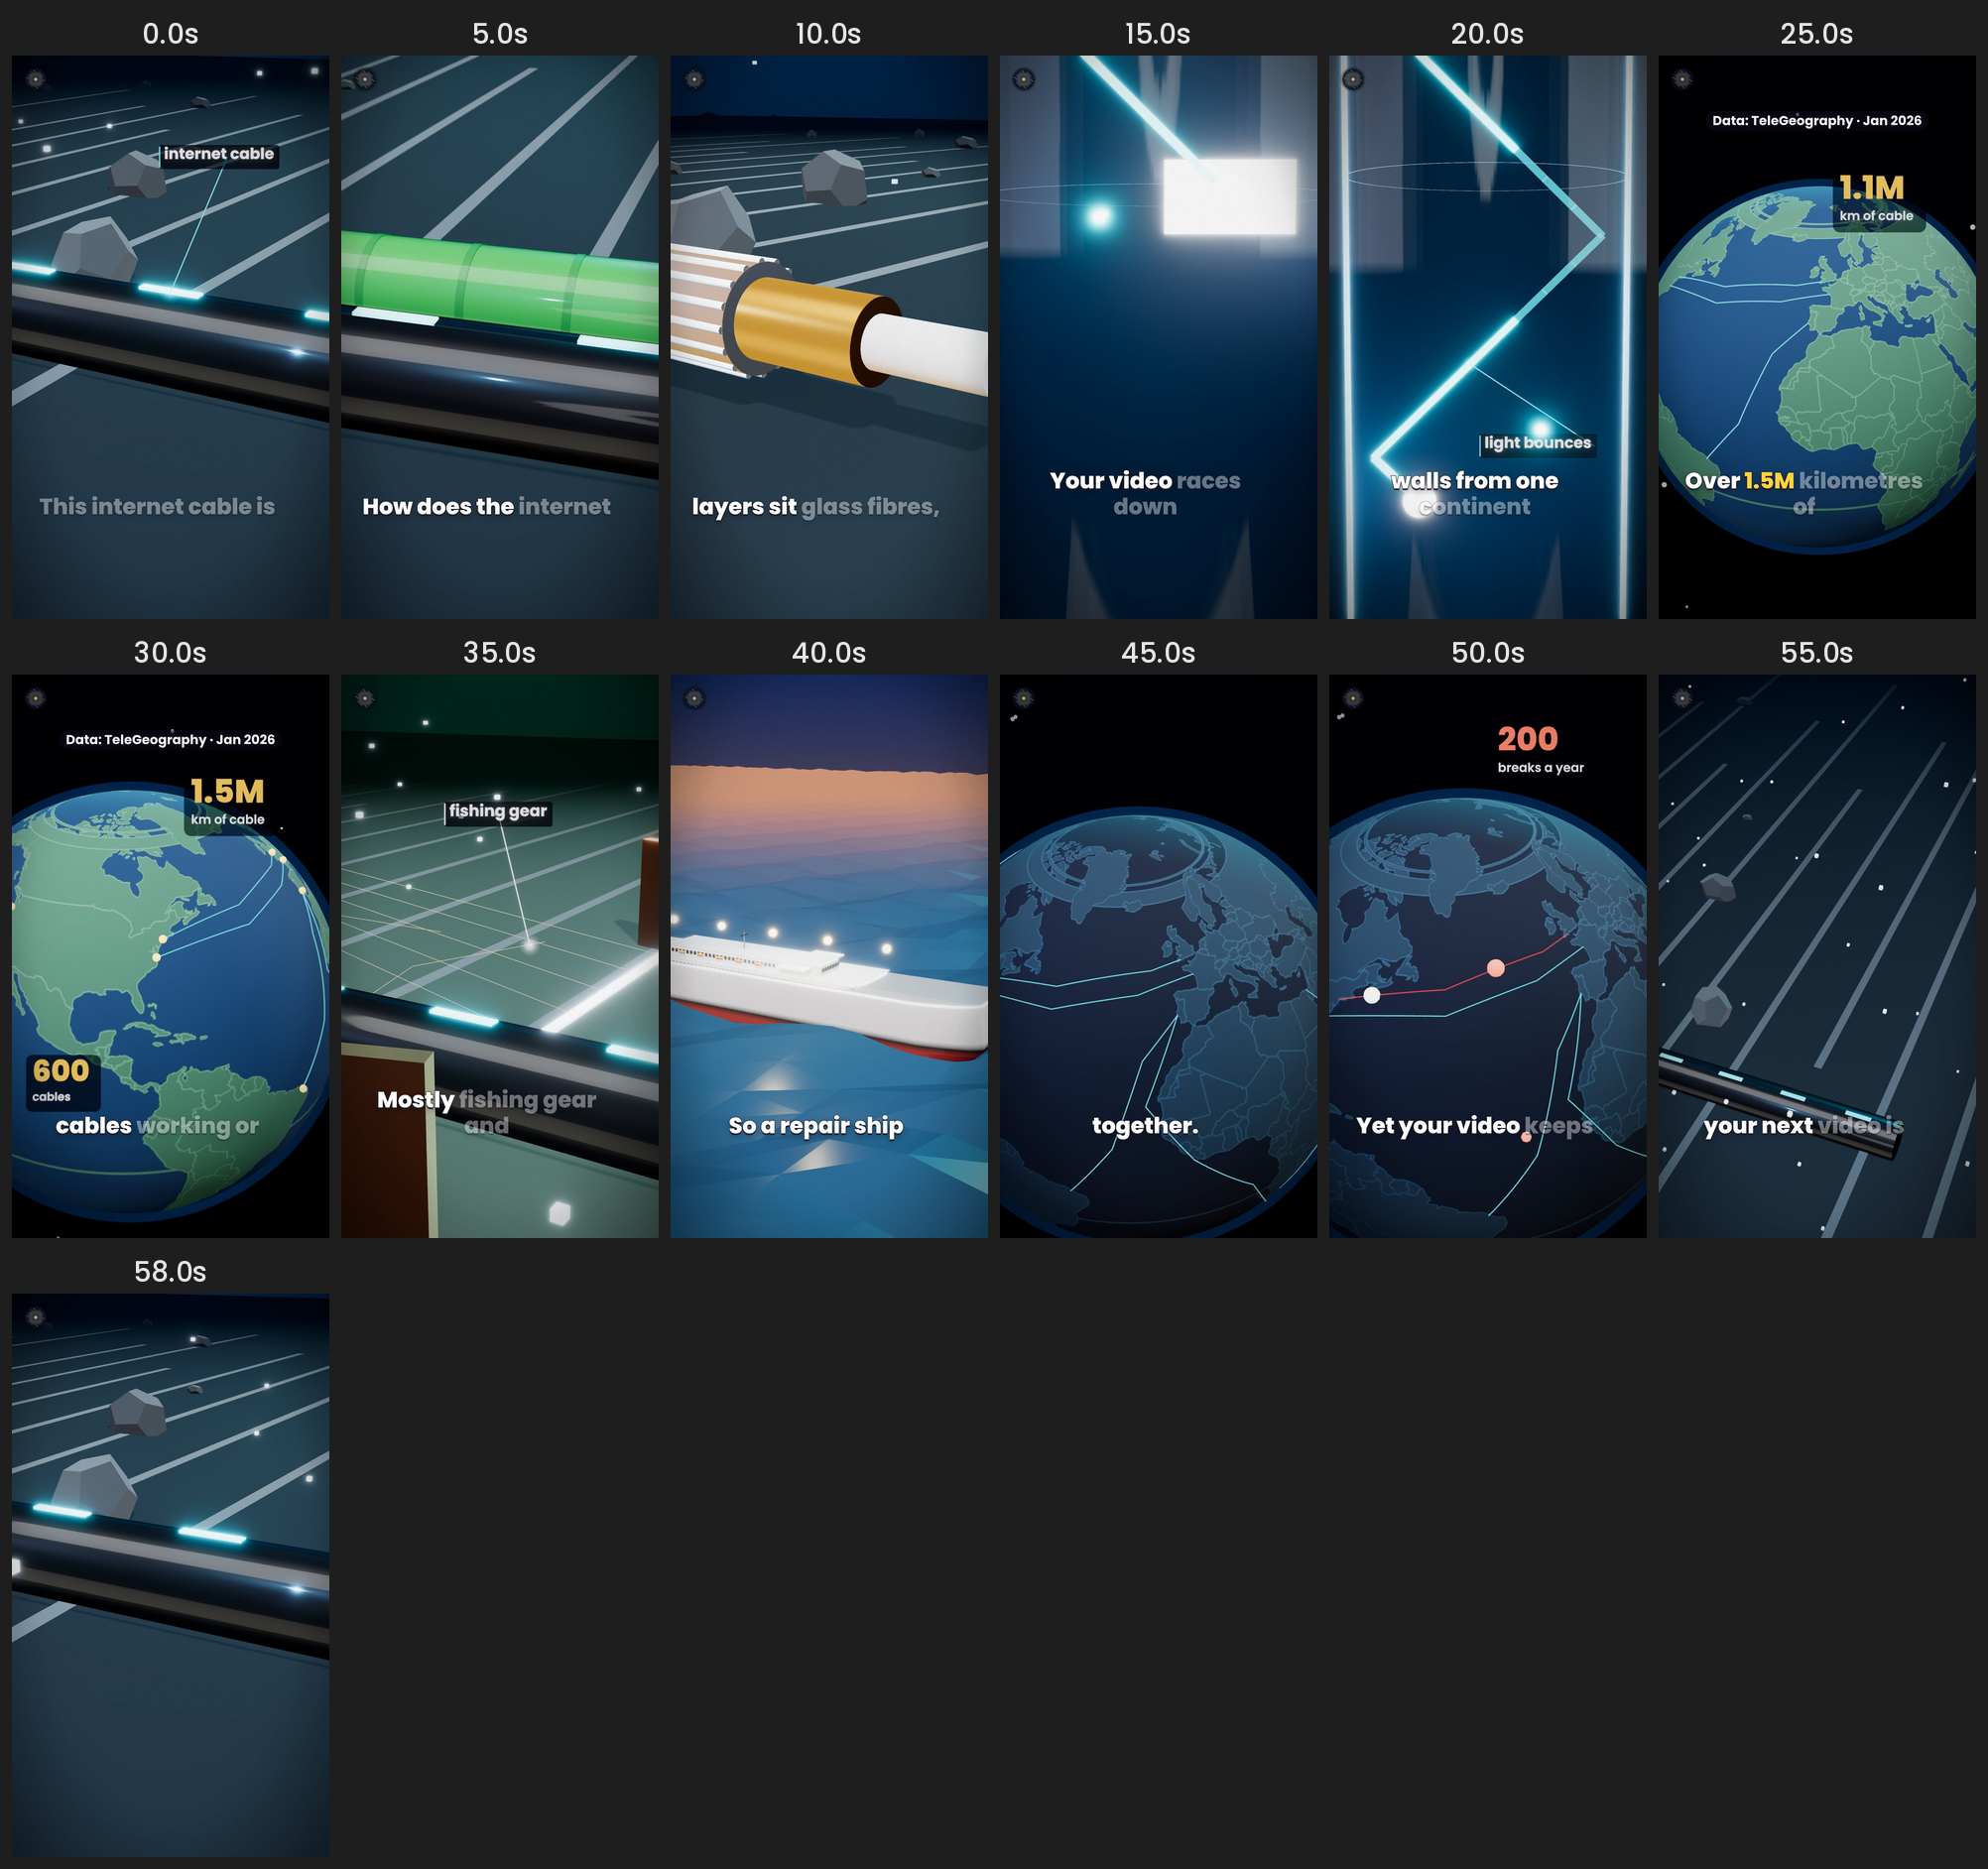 0.0s
5.0s
10.0s
15.0s
20.0s
25.0s
internet cable
This internet cable is
How does the internet
layers sit glass fibres,
Your video races
down
light bounces
walls from one
continent
Data: TeleGeography · Jan 2026
1.1M
km of cable
Over 1.5M kilometres
of
30.0s
35.0s
40.0s
45.0s
50.0s
55.0s
Data: TeleGeography · Jan 2026
1.5M
km of cable
600
cables
cables working or
fishing gear
Mostly fishing gear
and
So a repair ship
together.
200
breaks a year
Yet your video keeps
your next video is
58.0s